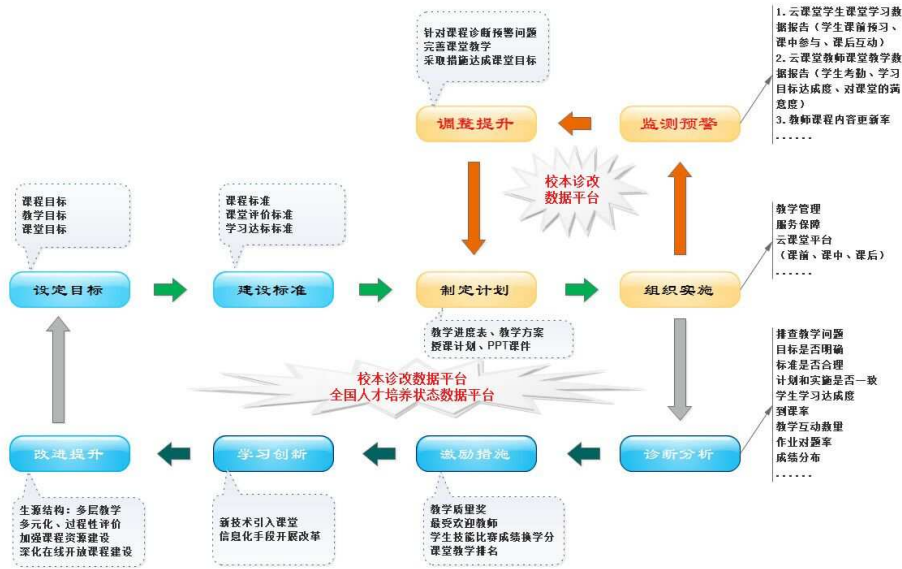 针对课程诊断预警问题
完善课堂教学
采取措施达成课堂目标
1.云课堂学生课堂学习数
据报告（学生课前预习、
课中参与、课后互动）
2.云课堂教师课堂教学数
据报告（学生考勤、学习
目标达成度、对课堂的满
意度）
3.教师课程内容更新率
......
调整提升
监测预警
校本诊改
数据平台
课程目标
教学目标
课堂目标
课程标准
课堂评价标准
学习达标标准
教学管理
服务保障
云课堂平台
（课前、课中、课后）
......
设定目标
建设标准
制定计划
组织实施
教学进度表、教学方案
授课计划、PPT课件
校本诊改数据平台
全国人才培养状态数据平台
排查教学问题
目标是否明确
标准是否合理
计划和实施是否一致
学生学习达成度
到课率
教学互动数量
作业对题率
成绩分布
......
改进提升
学习创新
激励措施
诊断分析
生源结构：多层教学
多元化、过程性评价
加强课程资源建设
深化在线开放课程建设
新技术引入课堂
信息化手段开展改革
教学质量奖
最受欢迎教师
学生技能比赛成绩换学分
课堂教学排名